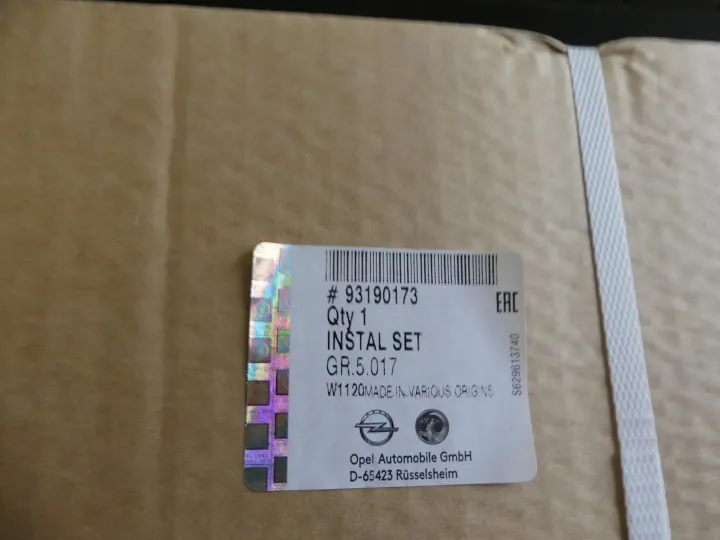 # 93190173
Qty 1
INSTAL SET
GR.5.017
W1120MADE IN VARIOUS ORIGINS
EAC
S629613740
Opel Automobile GmbH
D-65423 Rüsselsheim